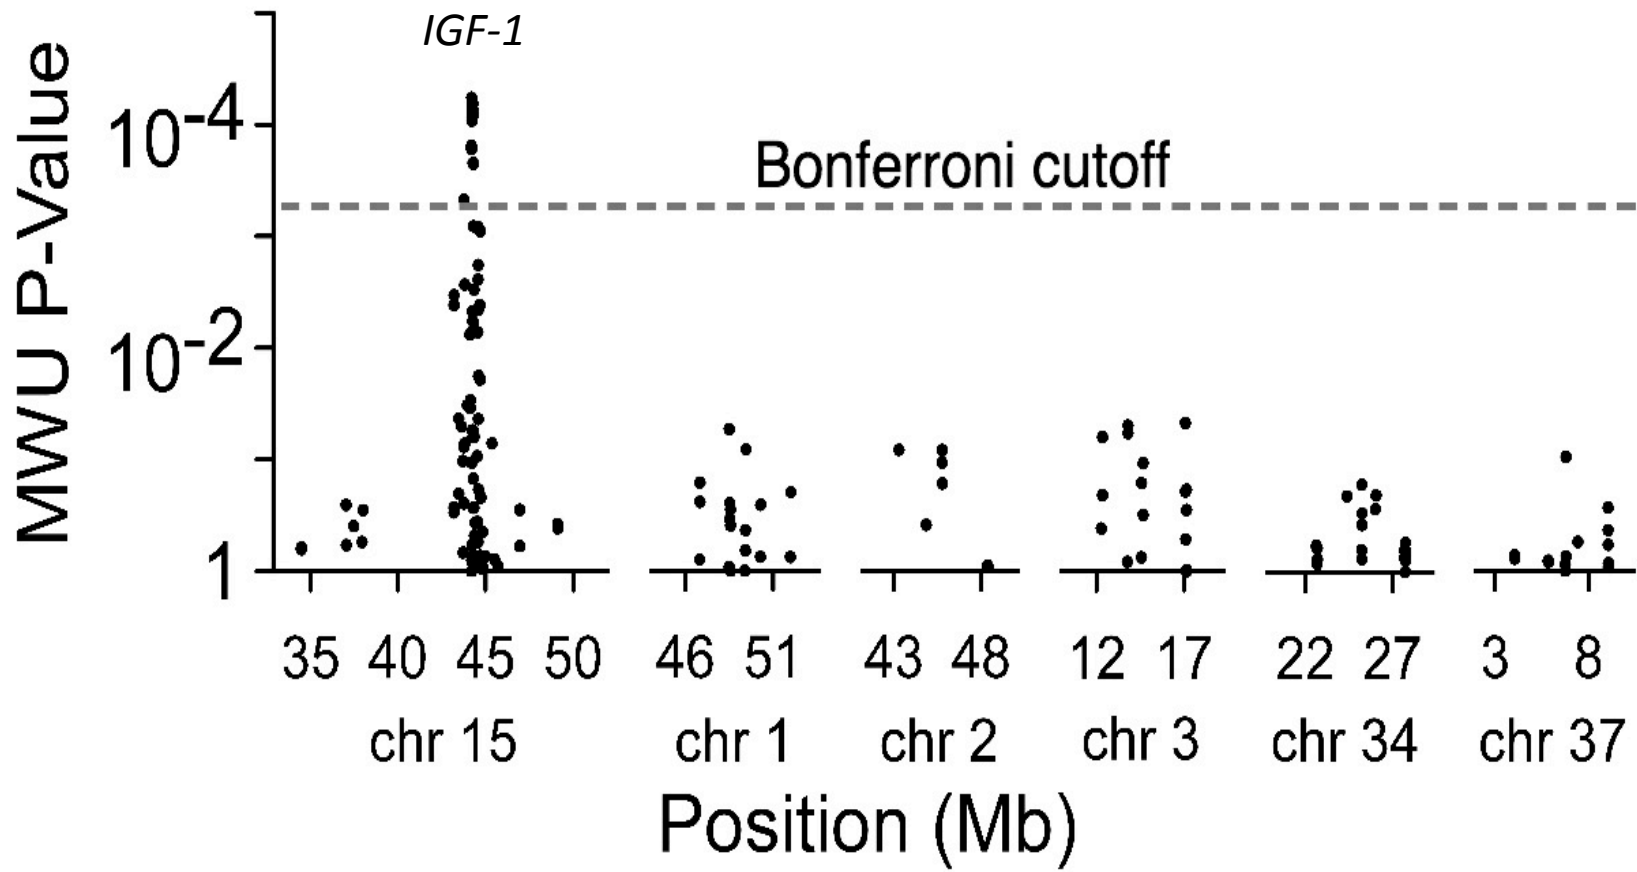 IGF-1
MWU P-Value
10-4
Bonferroni cutoff
10-2
1
35 40 45 50 46 51 43 48 12 17 22 27 3 8
chr 15 chr 1 chr 2 chr 3 chr 34 chr 37
Position (Mb)